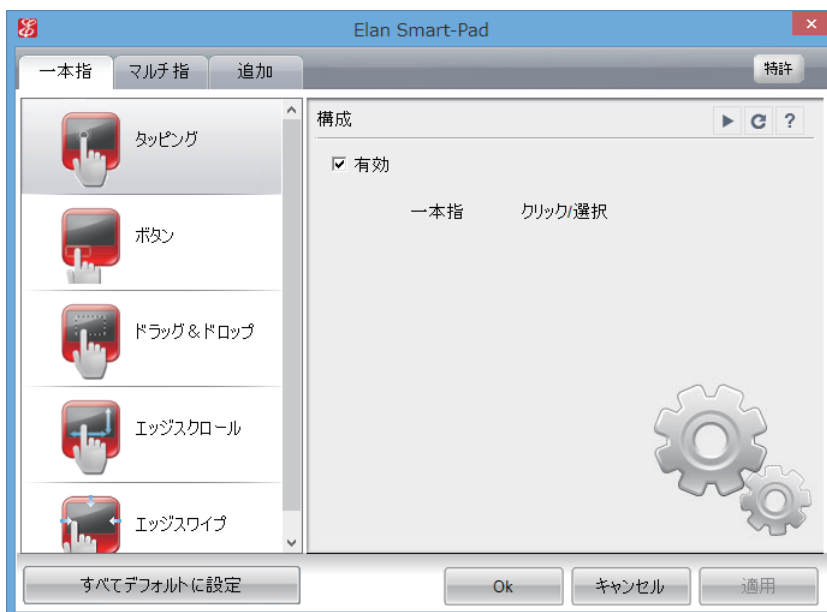 Elan Smart-Pad
一本指
マルチ指
追加
特許
タッピング
ボタン
ドラッグ&ドロップ
エッジスクロール
エッジスワイプ
構成
?
有効
一本指 クリック/選択
すべてデフォルトに設定
Ok
キャンセル
適用